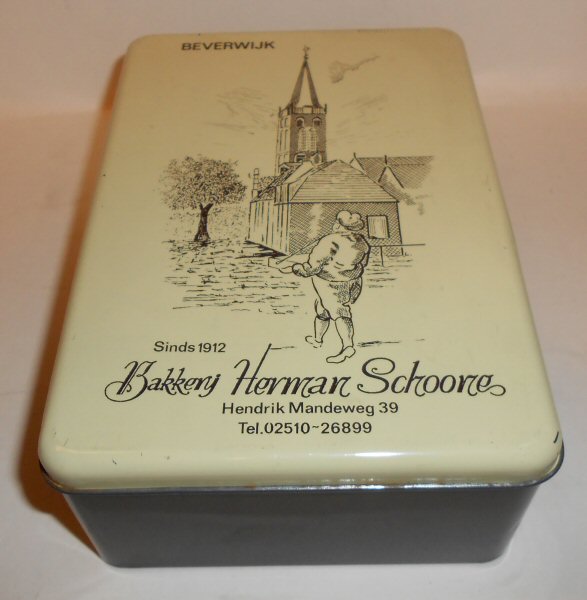 BEVERWIJK
Sinds 1912
Bakkerij Herman Schoone
Hendrik Mandeweg 39
Tel.02510~26899